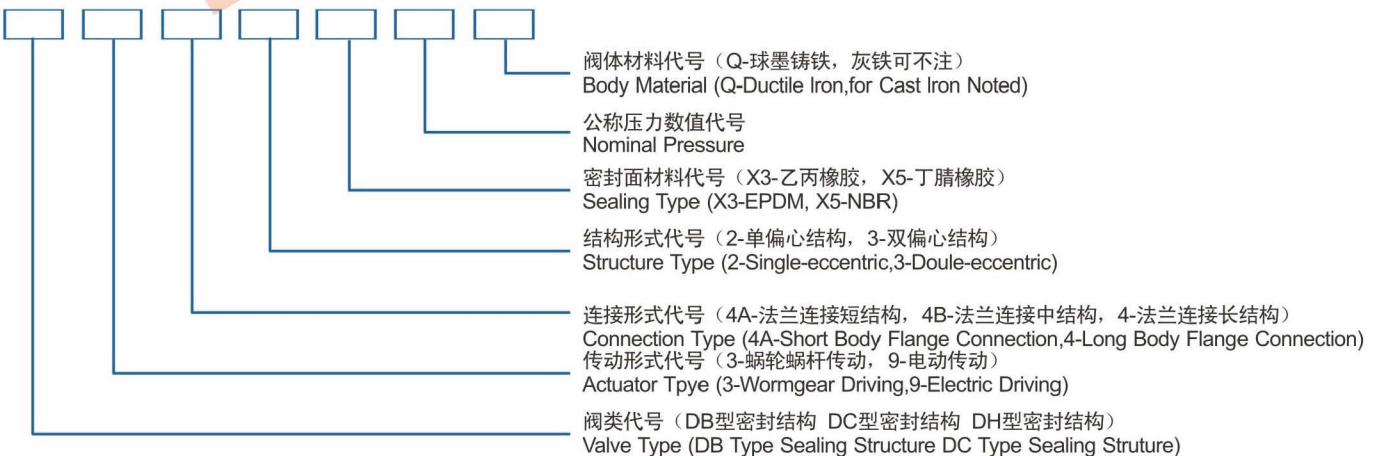 阀体材料代号（Q-球墨铸铁，灰铁可不注）
Body Material (Q-Ductile Iron,for Cast Iron Noted)
公称压力数值代号
Nominal Pressure
密封面材料代号（X3-乙丙橡胶，X5-丁腈橡胶）
Sealing Type (X3-EPDM, X5-NBR)
结构形式代号（2-单偏心结构，3-双偏心结构）
Structure Type (2-Single-eccentric,3-Doule-eccentric)
连接形式代号（4A-法兰连接短结构，4B-法兰连接中结构，4-法兰连接长结构）
Connection Type (4A-Short Body Flange Connection,4-Long Body Flange Connection)
传动形式代号（3-蜗轮蜗杆传动，9-电动传动）
Actuator Tpye (3-Wormgear Driving,9-Electric Driving)
阀类代号（DB型密封结构 DC型密封结构 DH型密封结构）
Valve Type (DB Type Sealing Structure DC Type Sealing Struture)